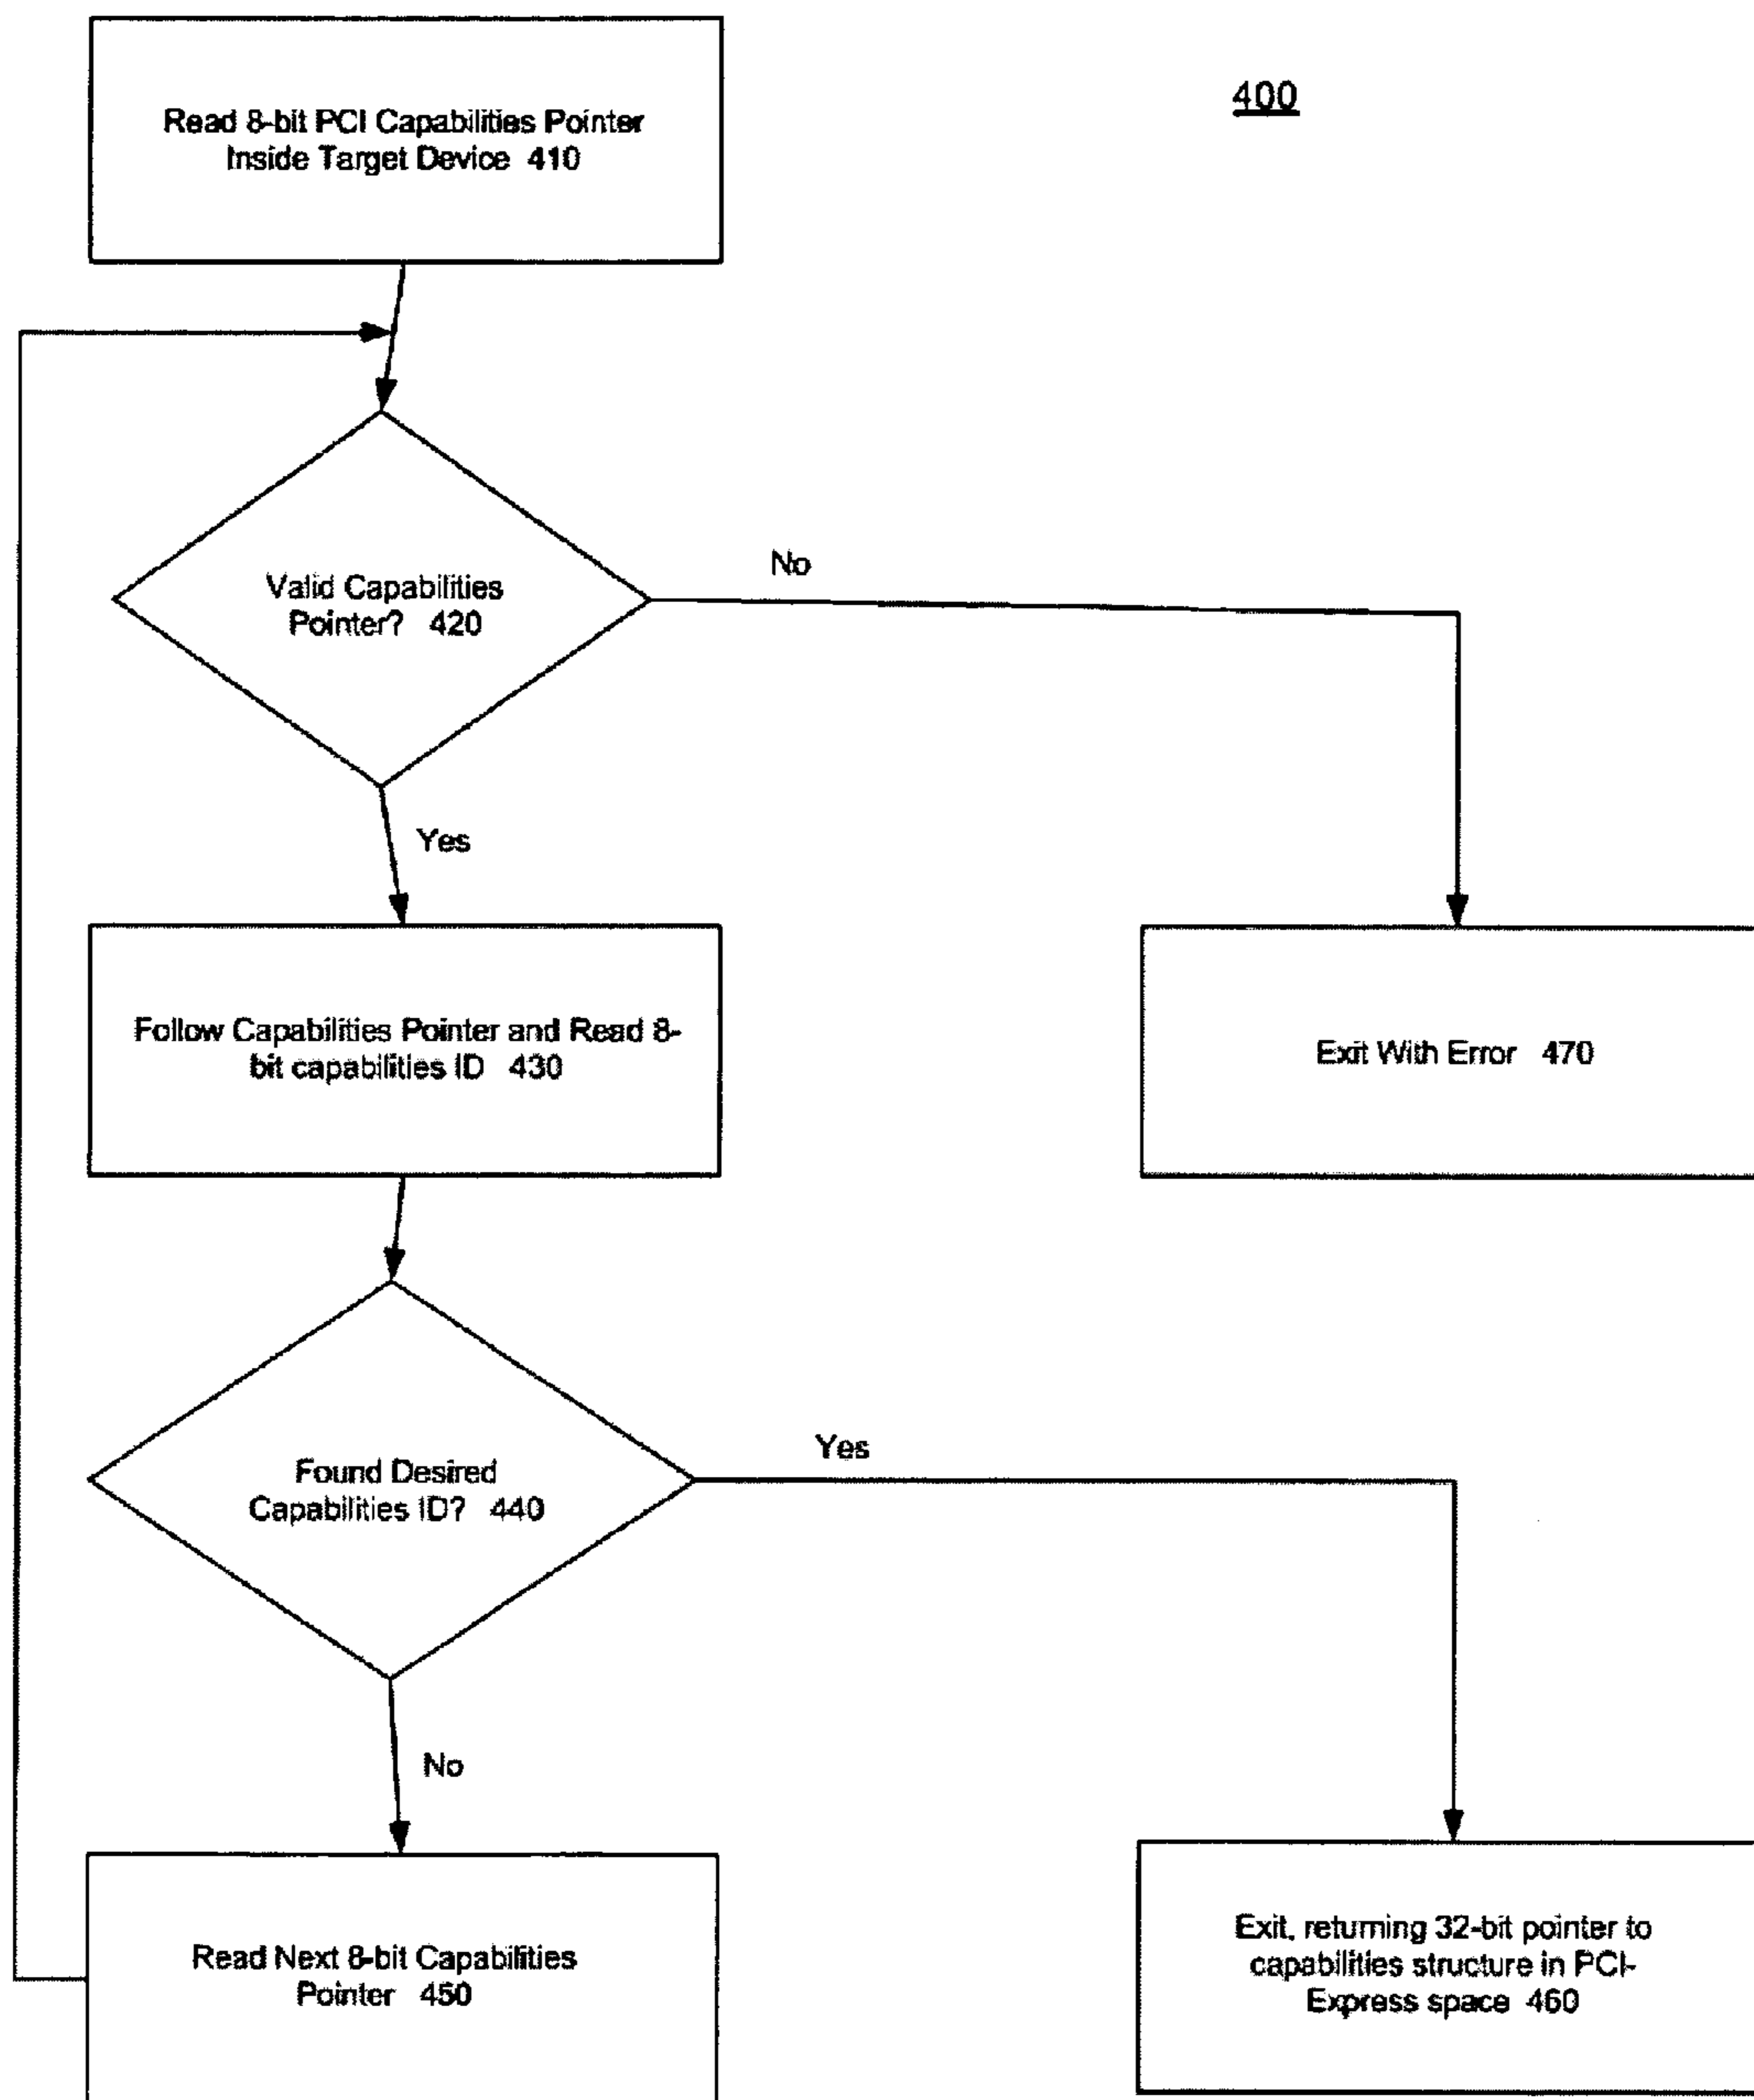 400
Read 8-bit PCI Capabilities Pointer
Inside Target Device 410
No
Valid Capabilities
Pointer? 420
Yes
Follow Capabilities Pointer and Read 8-
bit capabilities ID 430
Exit With Error 470
Yes
Found Desired
Capabilities ID? 440
No
Exit, returning 32-bit pointer to
capabilities structure in PCI-
Express space 460
Read Next 8-bit Capabilities
Pointer 450